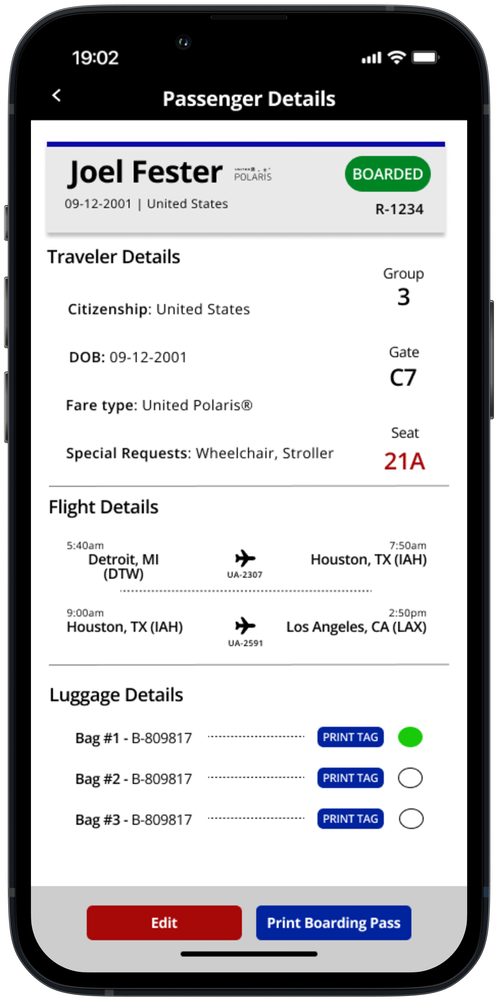 19:02
Passenger Details
Joel Fester
UNITED
POLARIS
BOARDED
09-12-2001 | United States
R-1234
Traveler Details
Group
3
Citizenship: United States
DOB: 09-12-2001
Gate
C7
Fare type: United Polaris®
Seat
Special Requests: Wheelchair, Stroller
21A
Flight Details
5:40am
Detroit, MI
(DTW)
UA-2307
7:50am
Houston, TX (IAH)
9:00am
Houston, TX (IAH)
UA-2591
2:50pm
Los Angeles, CA (LAX)
Luggage Details
Bag #1 - B-809817 PRINT TAG
Bag #2 - B-809817 PRINT TAG
Bag #3 - B-809817 PRINT TAG
Edit
Print Boarding Pass